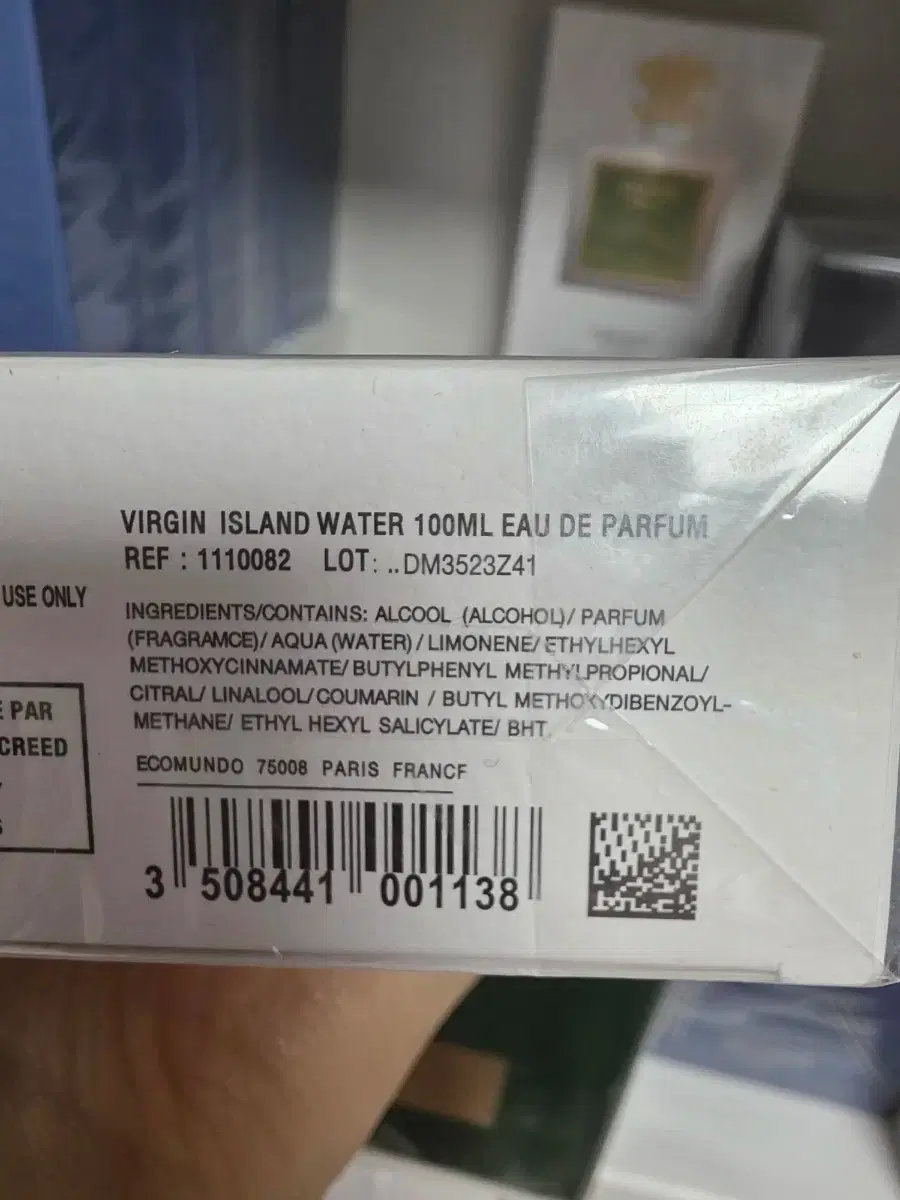 VIRGIN ISLAND WATER 100ML EAU DE PARFUM
REF : 1110082 LOT: ..DM3523Z41
USE ONLY
INGREDIENTS/CONTAINS: ALCOOL (ALCOHOL)/ PARFUM
(FRAGRAMCE)/ AQUA (WATER) / LIMONENE/ ETHYLHEXYL
METHOXYCINNAMATE/ BUTYLPHENYL METHYLPROPIONAL/
CITRAL/ LINALOOL/ COUMARIN / BUTYL METHOXYDIBENZOYL-
METHANE/ ETHYL HEXYL SALICYLATE/ BHT.
PAR
CREED
ECOMUNDO 75008 PARIS FRANCF
3 508441 001138